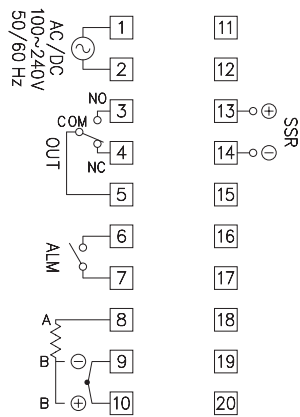 AC/DC
100~240V
50/60 Hz
1
2
NO
3
COM
4
NC
OUT
5
6
ALM
7
A
8
B
⊖
9
B
⊕
10
11
12
13
⊕
SSR
14
⊖
15
16
17
18
19
20